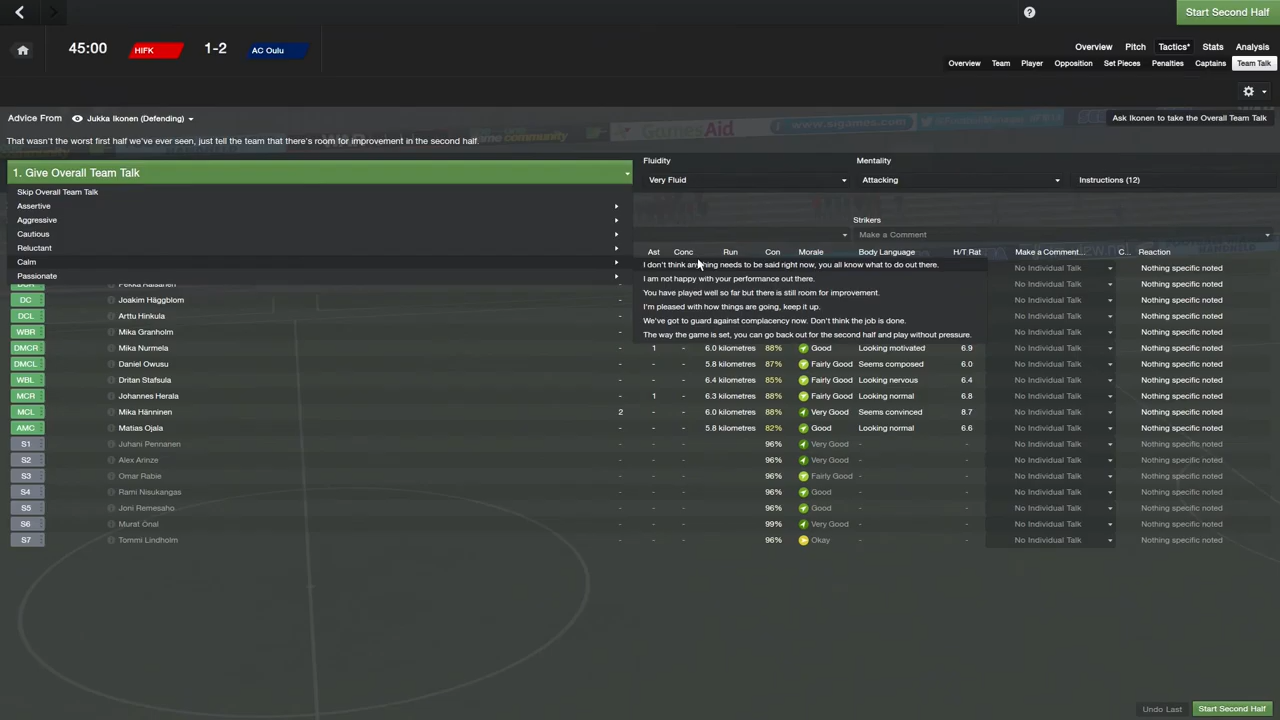 Start Second Half
45:00 HIFK 1-2 AC Oulu
Overview Pitch Tactics* Stats Analysis
Overview Team Player Opposition Set Pieces Penalties Captains Team Talk
Advice From Jukka Ikonen (Defending)
Ask Ikonen to take the Overall Team Talk
That wasn't the worst first half we've ever seen, just tell the team that there's room for improvement in the second half.
GamesAid www.sigames.com
1. Give Overall Team Talk
Fluidity Mentality
Very Fluid Attacking Instructions (12)
Skip Overall Team Talk
Assertive
Aggressive
Cautious
Reluctant
Calm
Passionate
Strikers
Make a Comment
Ast Conc Run Con Morale Body Language H/T Rat Make a Comment... C... Reaction
I don't think anything needs to be said right now, you all know what to do out there.
I am not happy with your performance out there.
You have played well so far but there is still room for improvement.
I'm pleased with how things are going, keep it up.
We've got to guard against complacency now. Don't think the job is done.
The way the game is set, you can go back out for the second half and play without pressure.
No Individual Talk Nothing specific noted
DCR Pekka Räisänen No Individual Talk Nothing specific noted
DC Joakim Häggblom No Individual Talk Nothing specific noted
DCL Arttu Hinkula No Individual Talk Nothing specific noted
WBR Mika Granholm No Individual Talk Nothing specific noted
DMCR Mika Nurmela - 1 - 6.0 kilometres 88% Good Looking motivated 6.9 No Individual Talk Nothing specific noted
DMCL Daniel Owusu - - - 5.8 kilometres 87% Fairly Good Seems composed 6.0 No Individual Talk Nothing specific noted
WBL Dritan Stafsula - - - 6.4 kilometres 85% Fairly Good Looking nervous 6.4 No Individual Talk Nothing specific noted
MCR Johannes Herala - 1 - 6.3 kilometres 88% Fairly Good Looking normal 6.8 No Individual Talk Nothing specific noted
MCL Mika Hänninen 2 - - 6.0 kilometres 88% Very Good Seems convinced 8.7 No Individual Talk Nothing specific noted
AMC Matias Ojala - - - 5.8 kilometres 82% Good Looking normal 6.6 No Individual Talk Nothing specific noted
S1 Juhani Pennanen - - - 96% Very Good - - No Individual Talk Nothing specific noted
S2 Alex Arinze - - - 96% Very Good - - No Individual Talk Nothing specific noted
S3 Omar Rabie - - - 96% Fairly Good - - No Individual Talk Nothing specific noted
S4 Rami Nisukangas - - - 96% Good - - No Individual Talk Nothing specific noted
S5 Joni Remesaho - - - 96% Good - - No Individual Talk Nothing specific noted
S6 Murat Önal - - - 99% Very Good - - No Individual Talk Nothing specific noted
S7 Tommi Lindholm - - - 96% Okay - - No Individual Talk Nothing specific noted
Undo Last Start Second Half